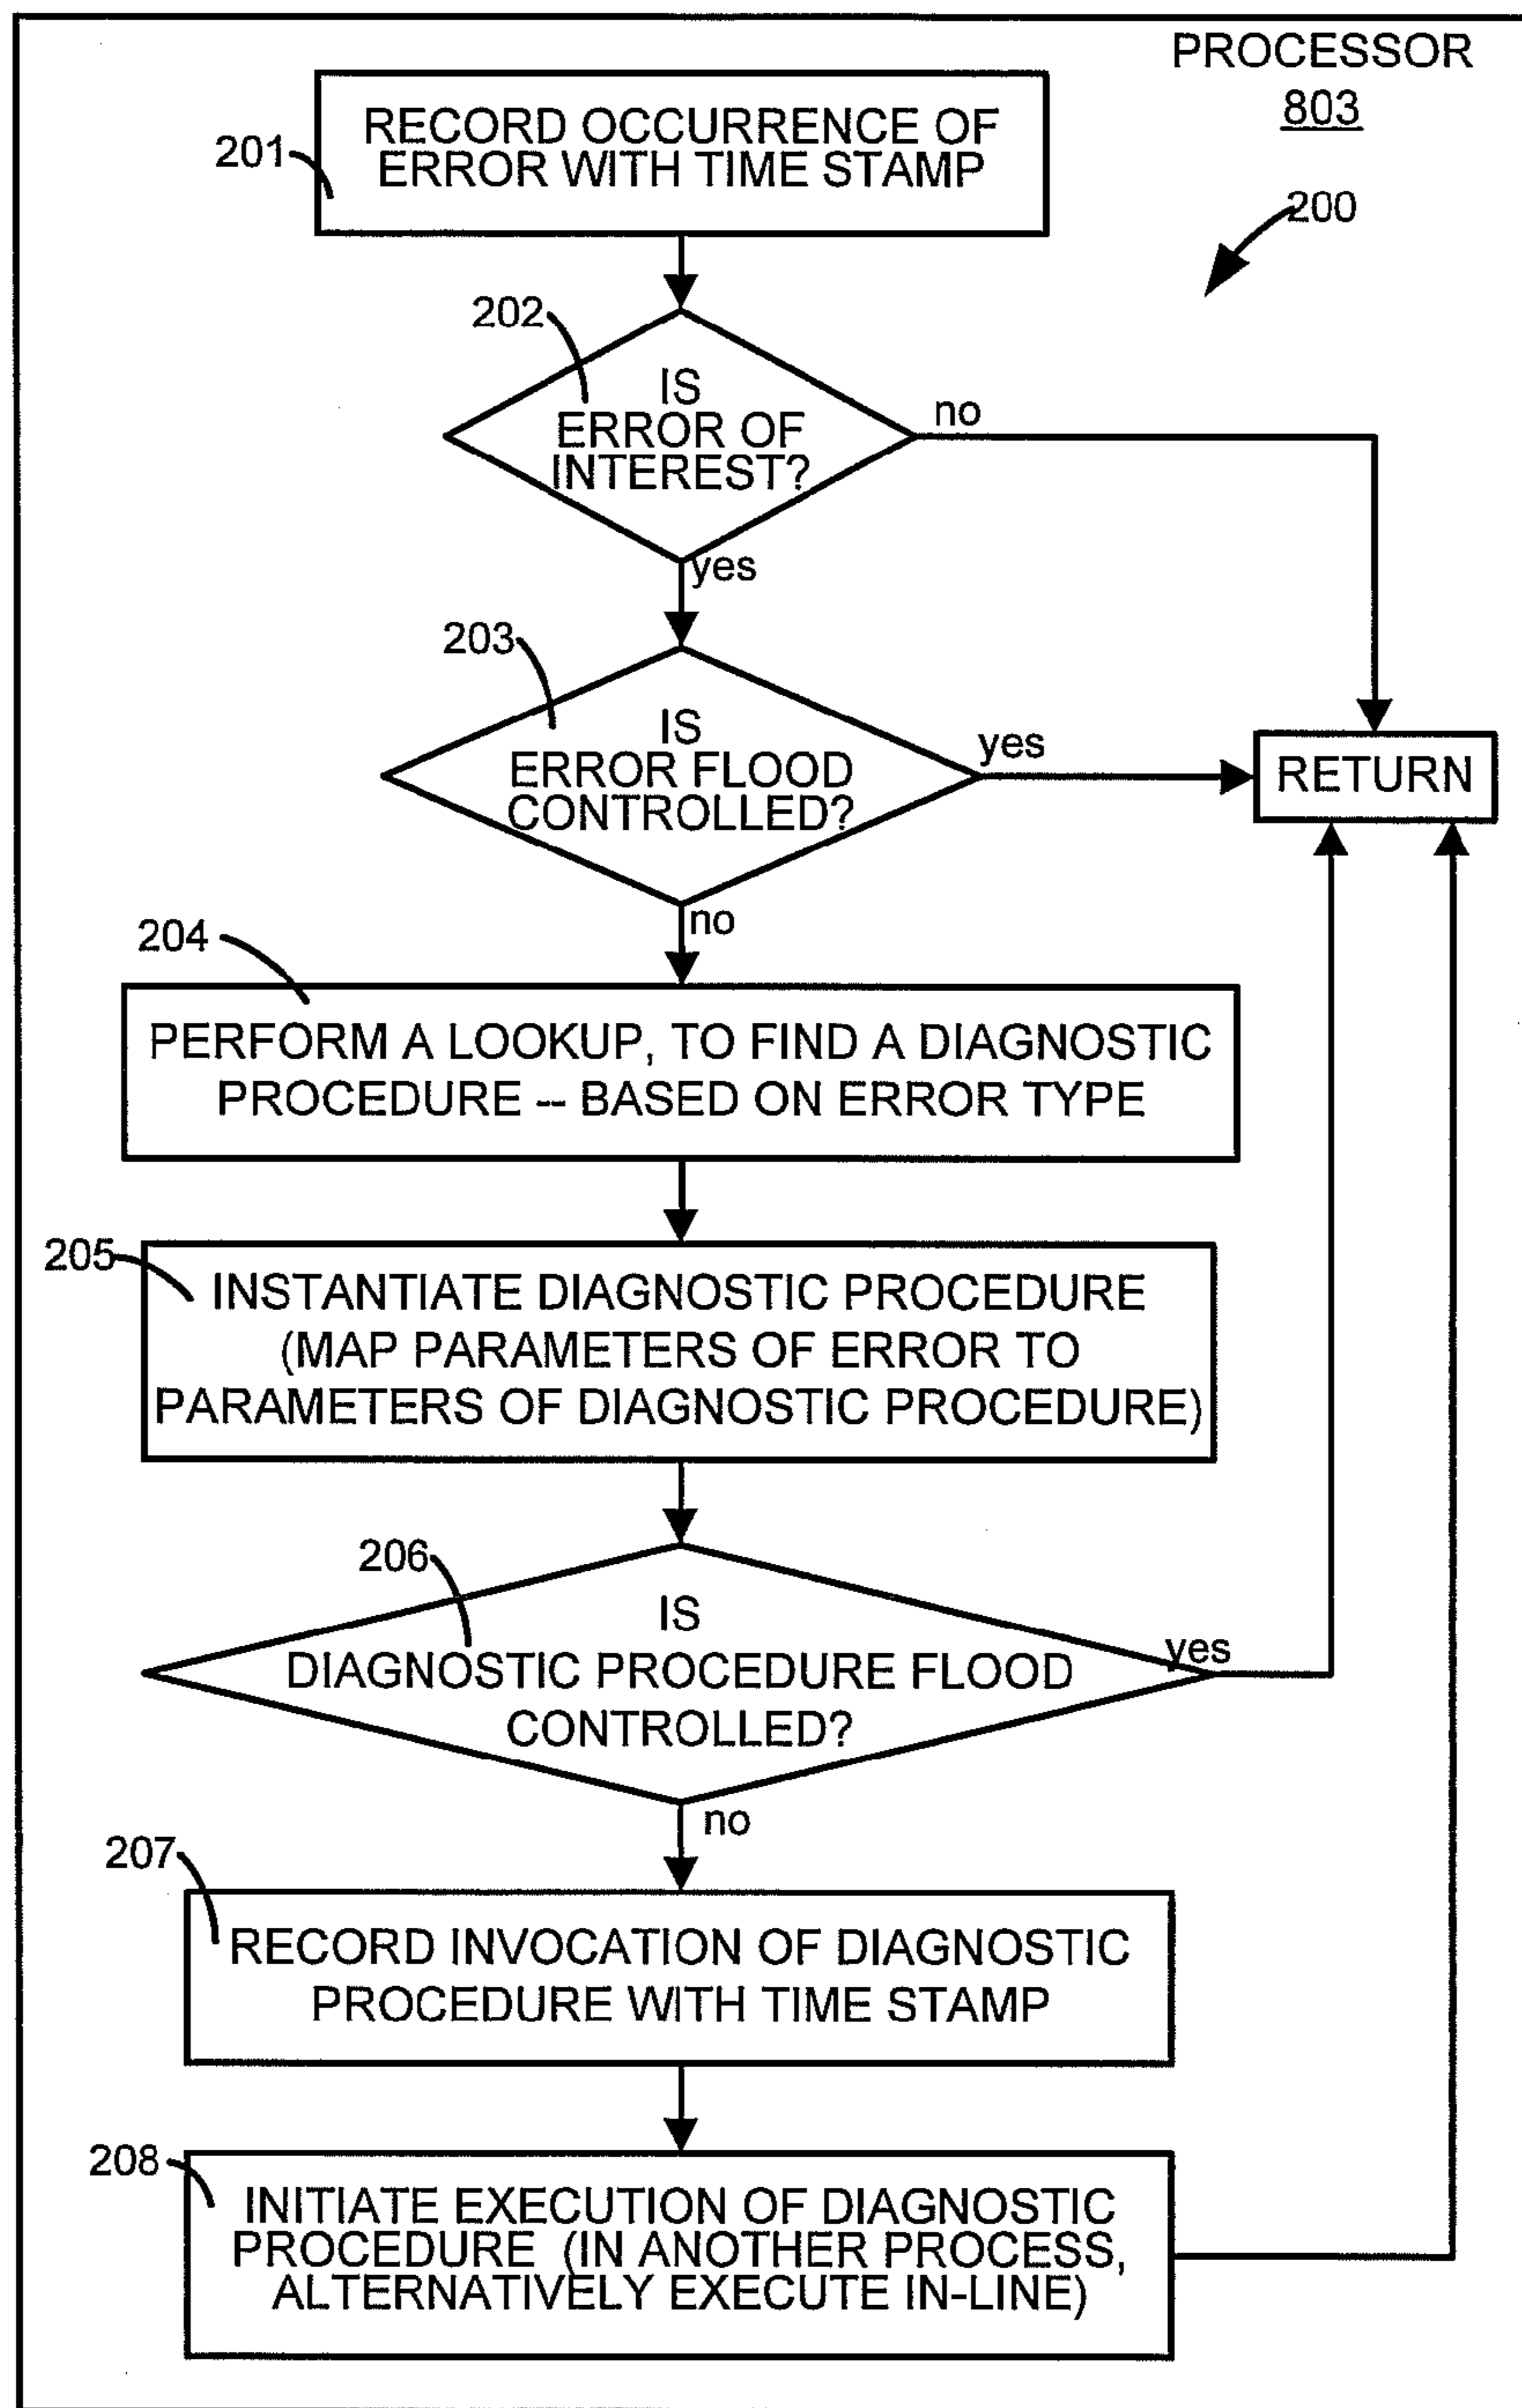 PROCESSOR
803
200
201
RECORD OCCURRENCE OF
ERROR WITH TIME STAMP
202
IS
ERROR OF
INTEREST?
no
yes
203
IS
ERROR FLOOD
CONTROLLED?
yes
RETURN
no
204
PERFORM A LOOKUP, TO FIND A DIAGNOSTIC
PROCEDURE -- BASED ON ERROR TYPE
205
INSTANTIATE DIAGNOSTIC PROCEDURE
(MAP PARAMETERS OF ERROR TO
PARAMETERS OF DIAGNOSTIC PROCEDURE)
206
IS
DIAGNOSTIC PROCEDURE FLOOD
CONTROLLED?
yes
no
207
RECORD INVOCATION OF DIAGNOSTIC
PROCEDURE WITH TIME STAMP
208
INITIATE EXECUTION OF DIAGNOSTIC
PROCEDURE (IN ANOTHER PROCESS,
ALTERNATIVELY EXECUTE IN-LINE)